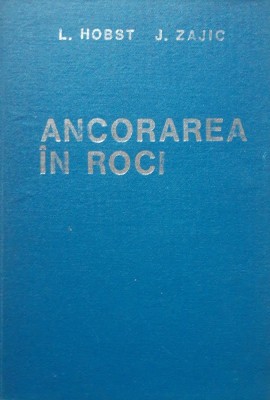 L. HOBST J. ZAJIC
ANCORAREA
ÎN ROCI